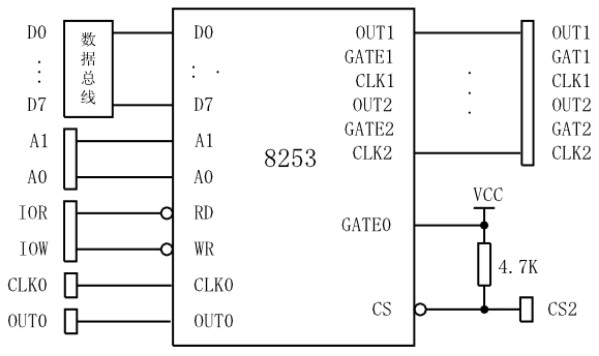 D0 数据总线 D0 OUT1 OUT1
GATE1 GAT1
CLK1 CLK1
OUT2 OUT2
D7 D7
GATE2 GAT2
A1 A1
CLK2 CLK2
8253
A0 A0
VCC
IOR RD
GATE0
IOW WR
4.7K
CLK0 CLK0
CS CS2
OUT0 OUT0